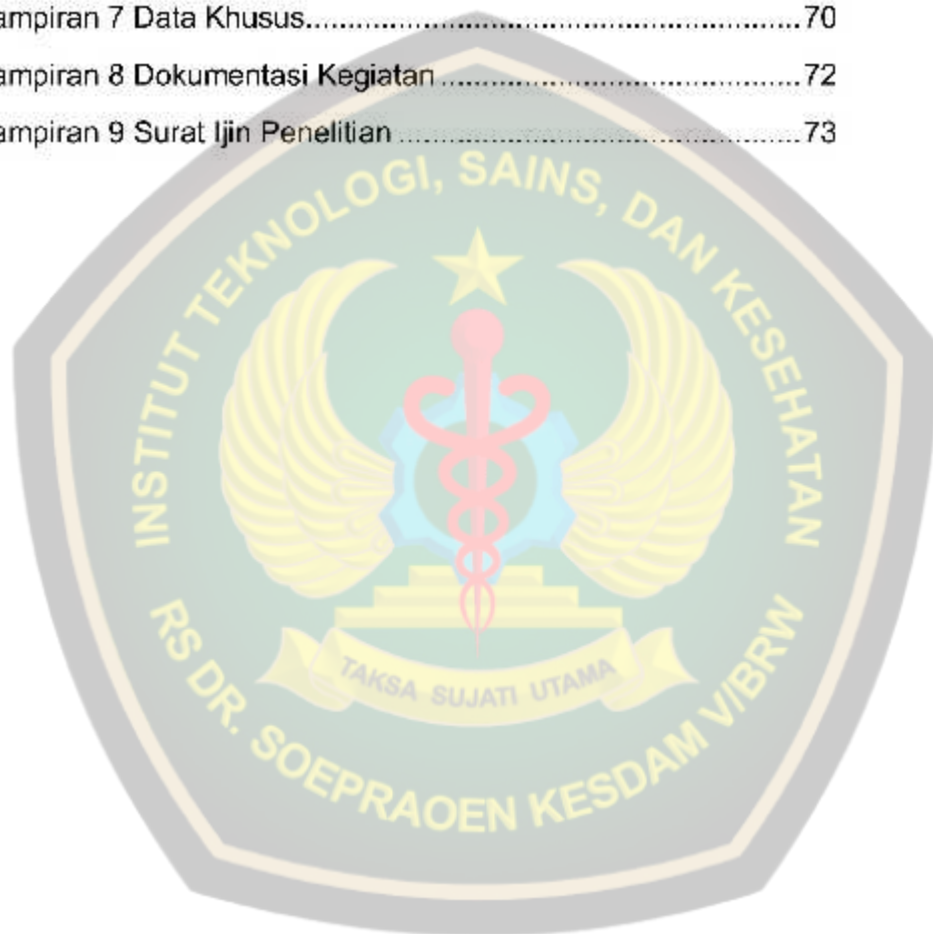 ampiran 7 Data Khusus..............................................................70
ampiran 8 Dokumentasi Kegiatan .............................................72
ampiran 9 Surat Ijin Penelitian ..................................................73
INSTITUT TEKNOLOGI, SAINS, DAN KESEHATAN
TAKSA SUJATI UTAMA
RS DR. SOEPRAOEN KESDAM V/BRW